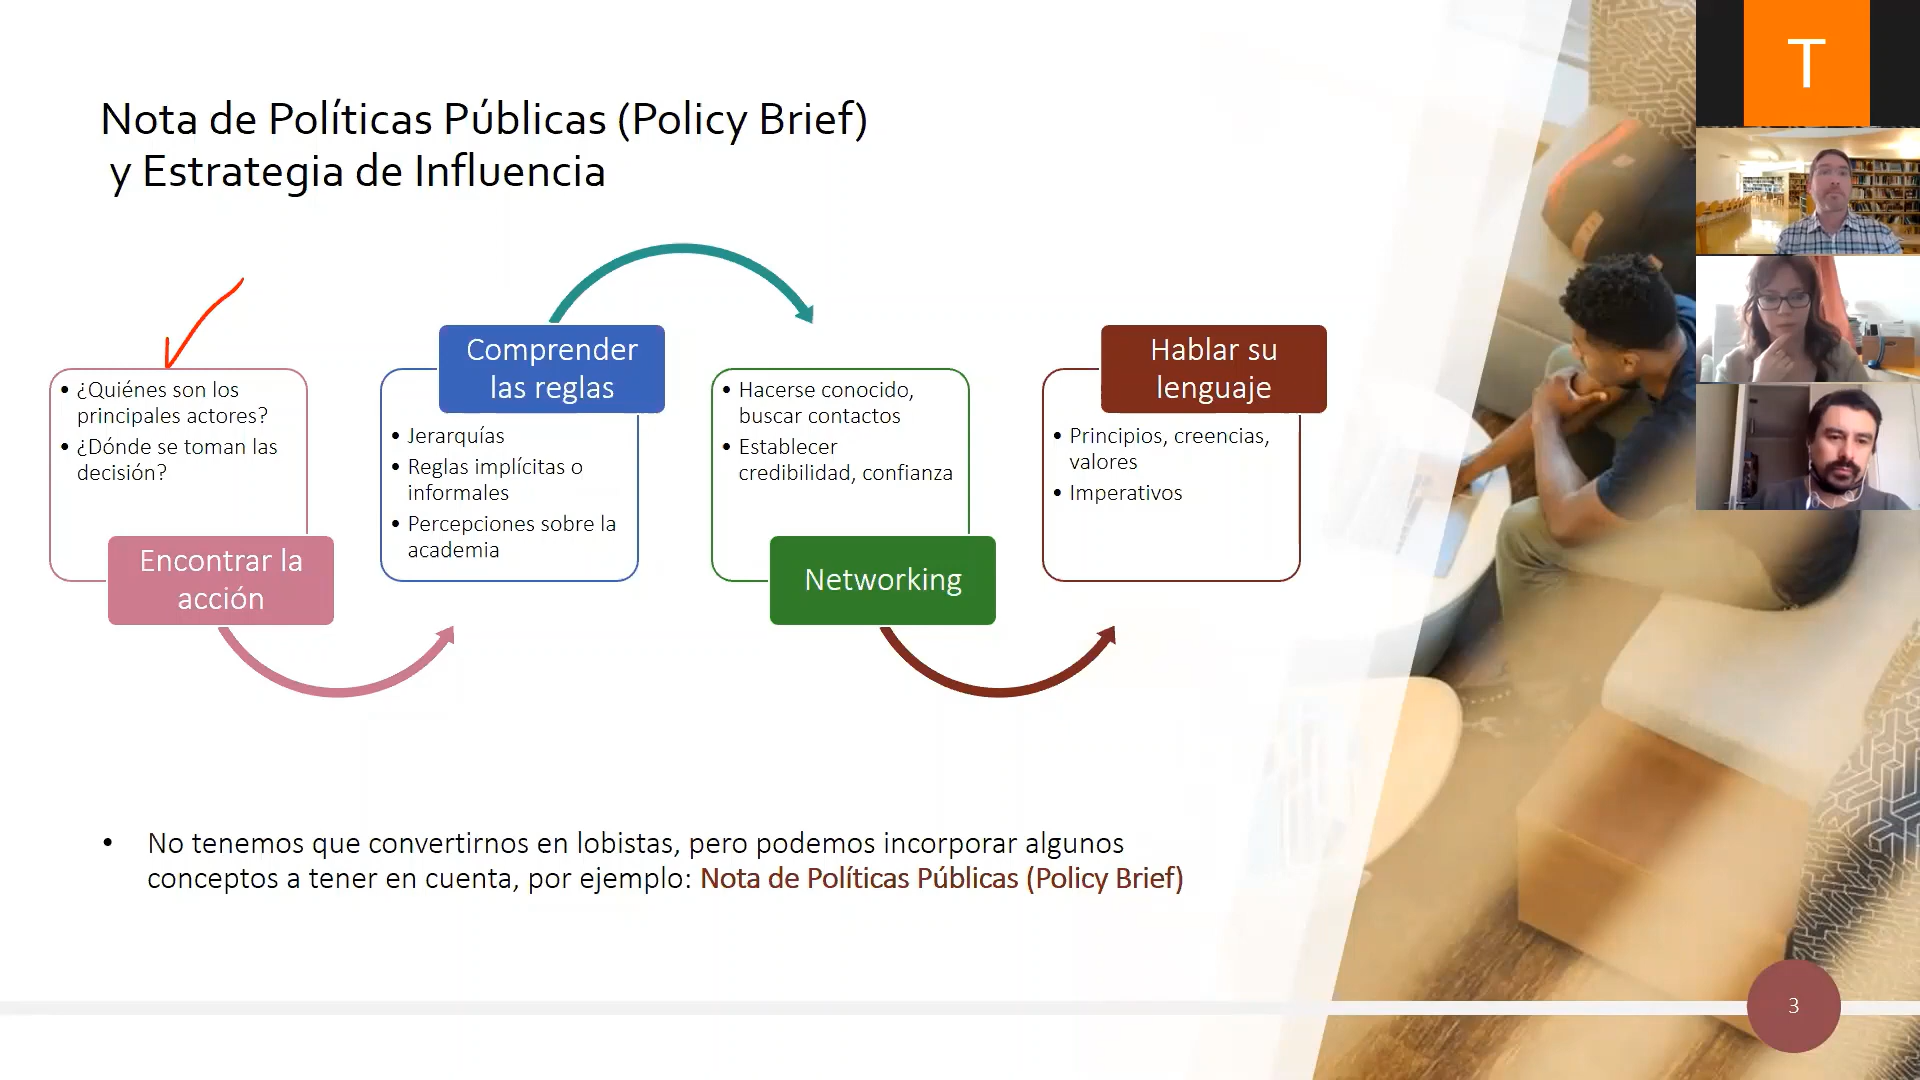 Nota de Políticas Públicas (Policy Brief)
y Estrategia de Influencia
• ¿Quiénes son los
principales actores?
• ¿Dónde se toman las
decisión?
Encontrar la
acción
Comprender
las reglas
• Jerarquías
• Reglas implícitas o
informales
• Percepciones sobre la
academia
• Hacerse conocido,
buscar contactos
• Establecer
credibilidad, confianza
Networking
Hablar su
lenguaje
• Principios, creencias,
valores
• Imperativos
• No tenemos que convertirnos en lobistas, pero podemos incorporar algunos
conceptos a tener en cuenta, por ejemplo: Nota de Políticas Públicas (Policy Brief)
3
T